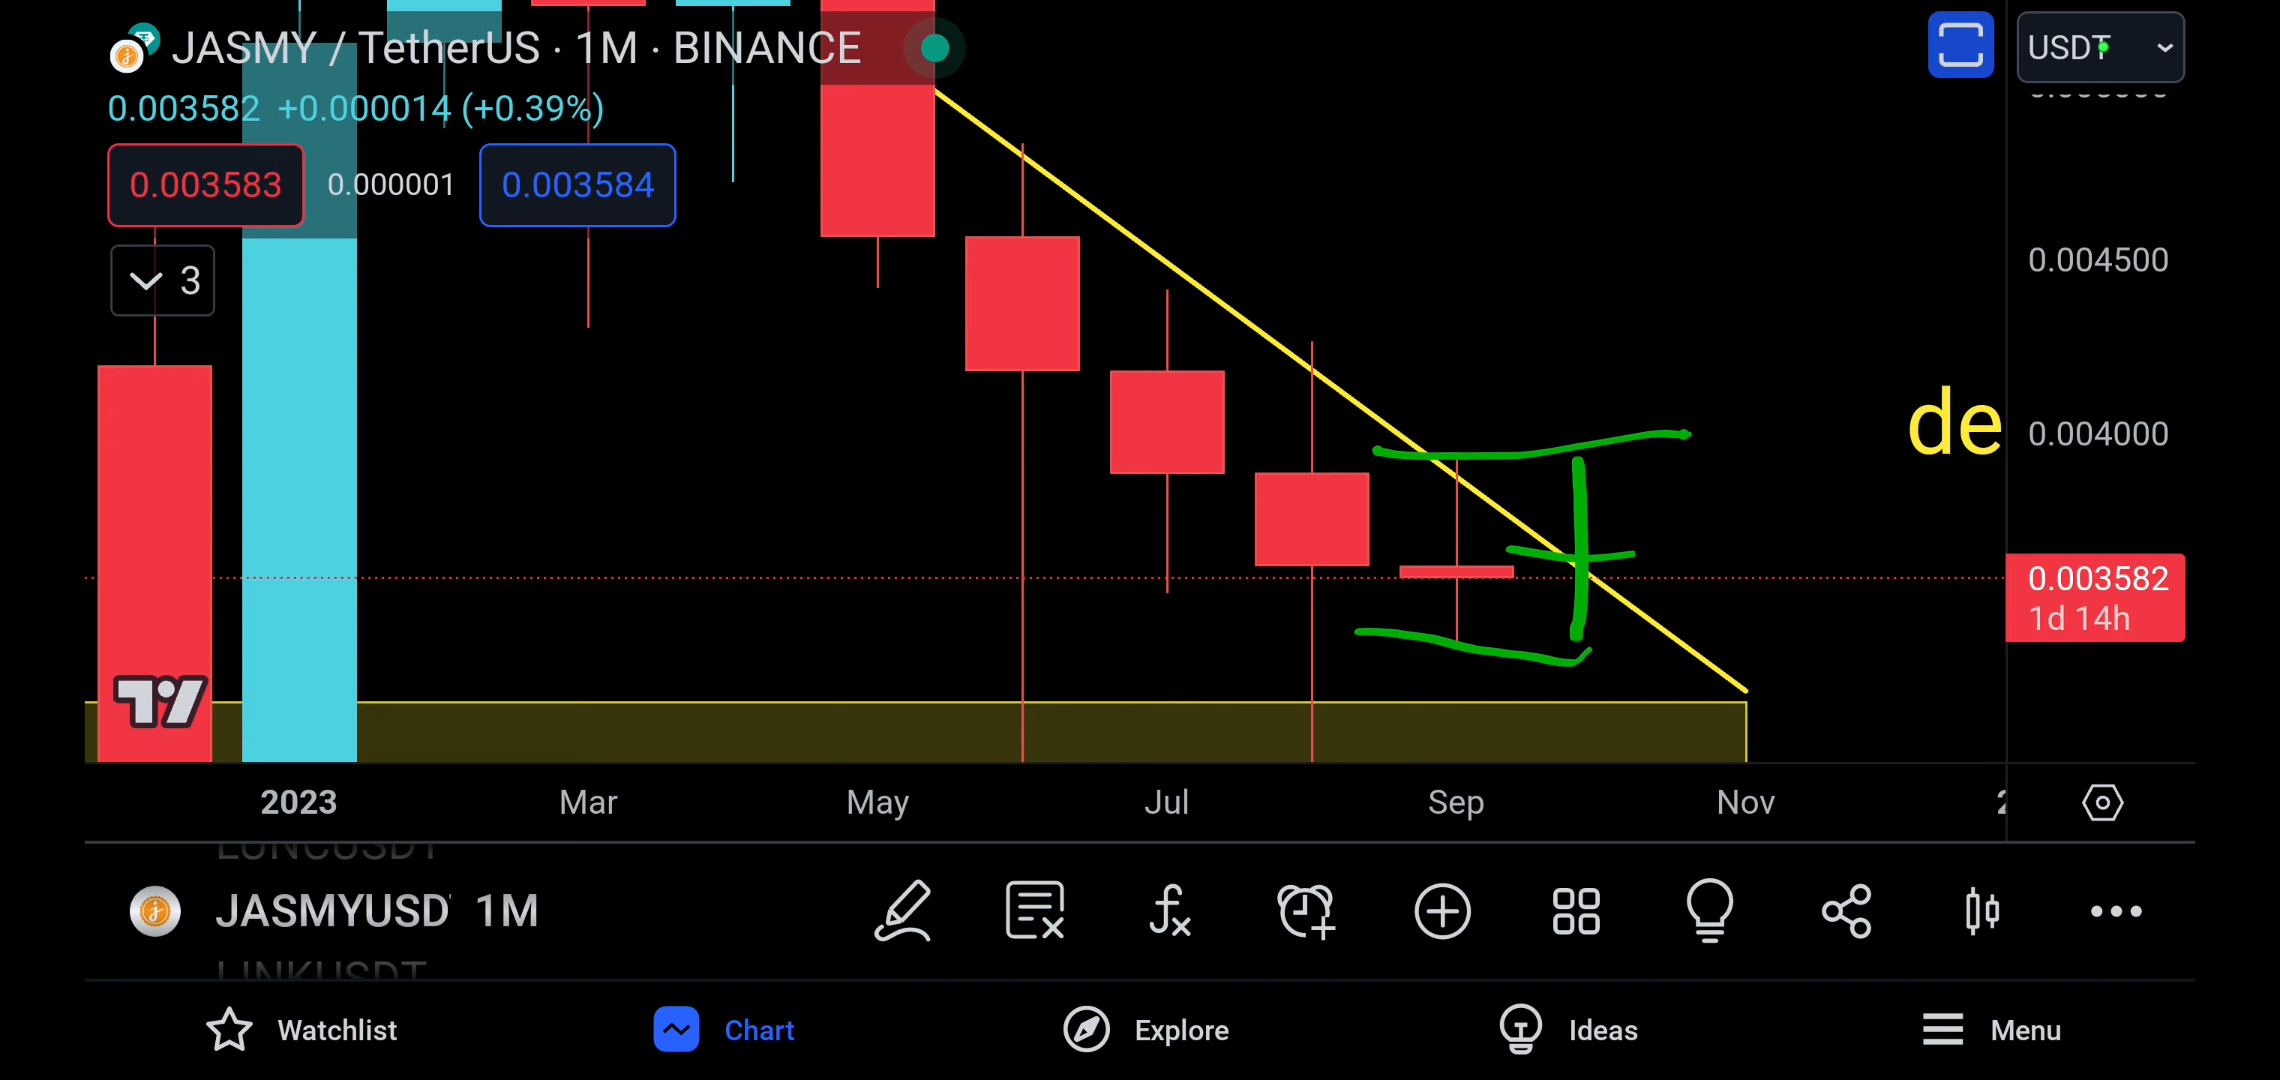 JASMY / TetherUS · 1M · BINANCE
USDT
0.003582 +0.000014 (+0.39%)
0.003583 0.000001 0.003584
3
0.004500
de
0.004000
0.003582
1d 14h
2023 Mar May Jul Sep Nov
LUNCUSDT
JASMYUSD 1M
LINKUSDT
Watchlist Chart Explore Ideas Menu